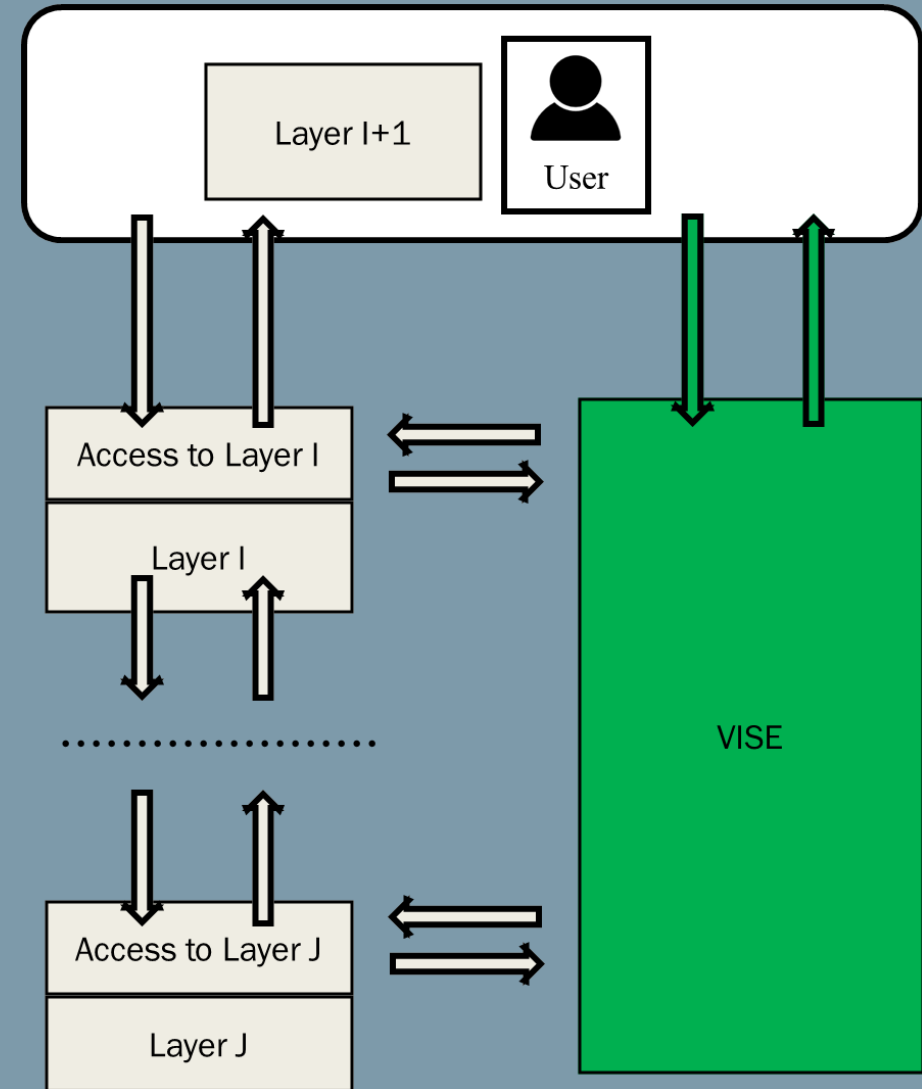 Layer I+1
User
Access to Layer I
Layer I
VISE
Access to Layer J
Layer J